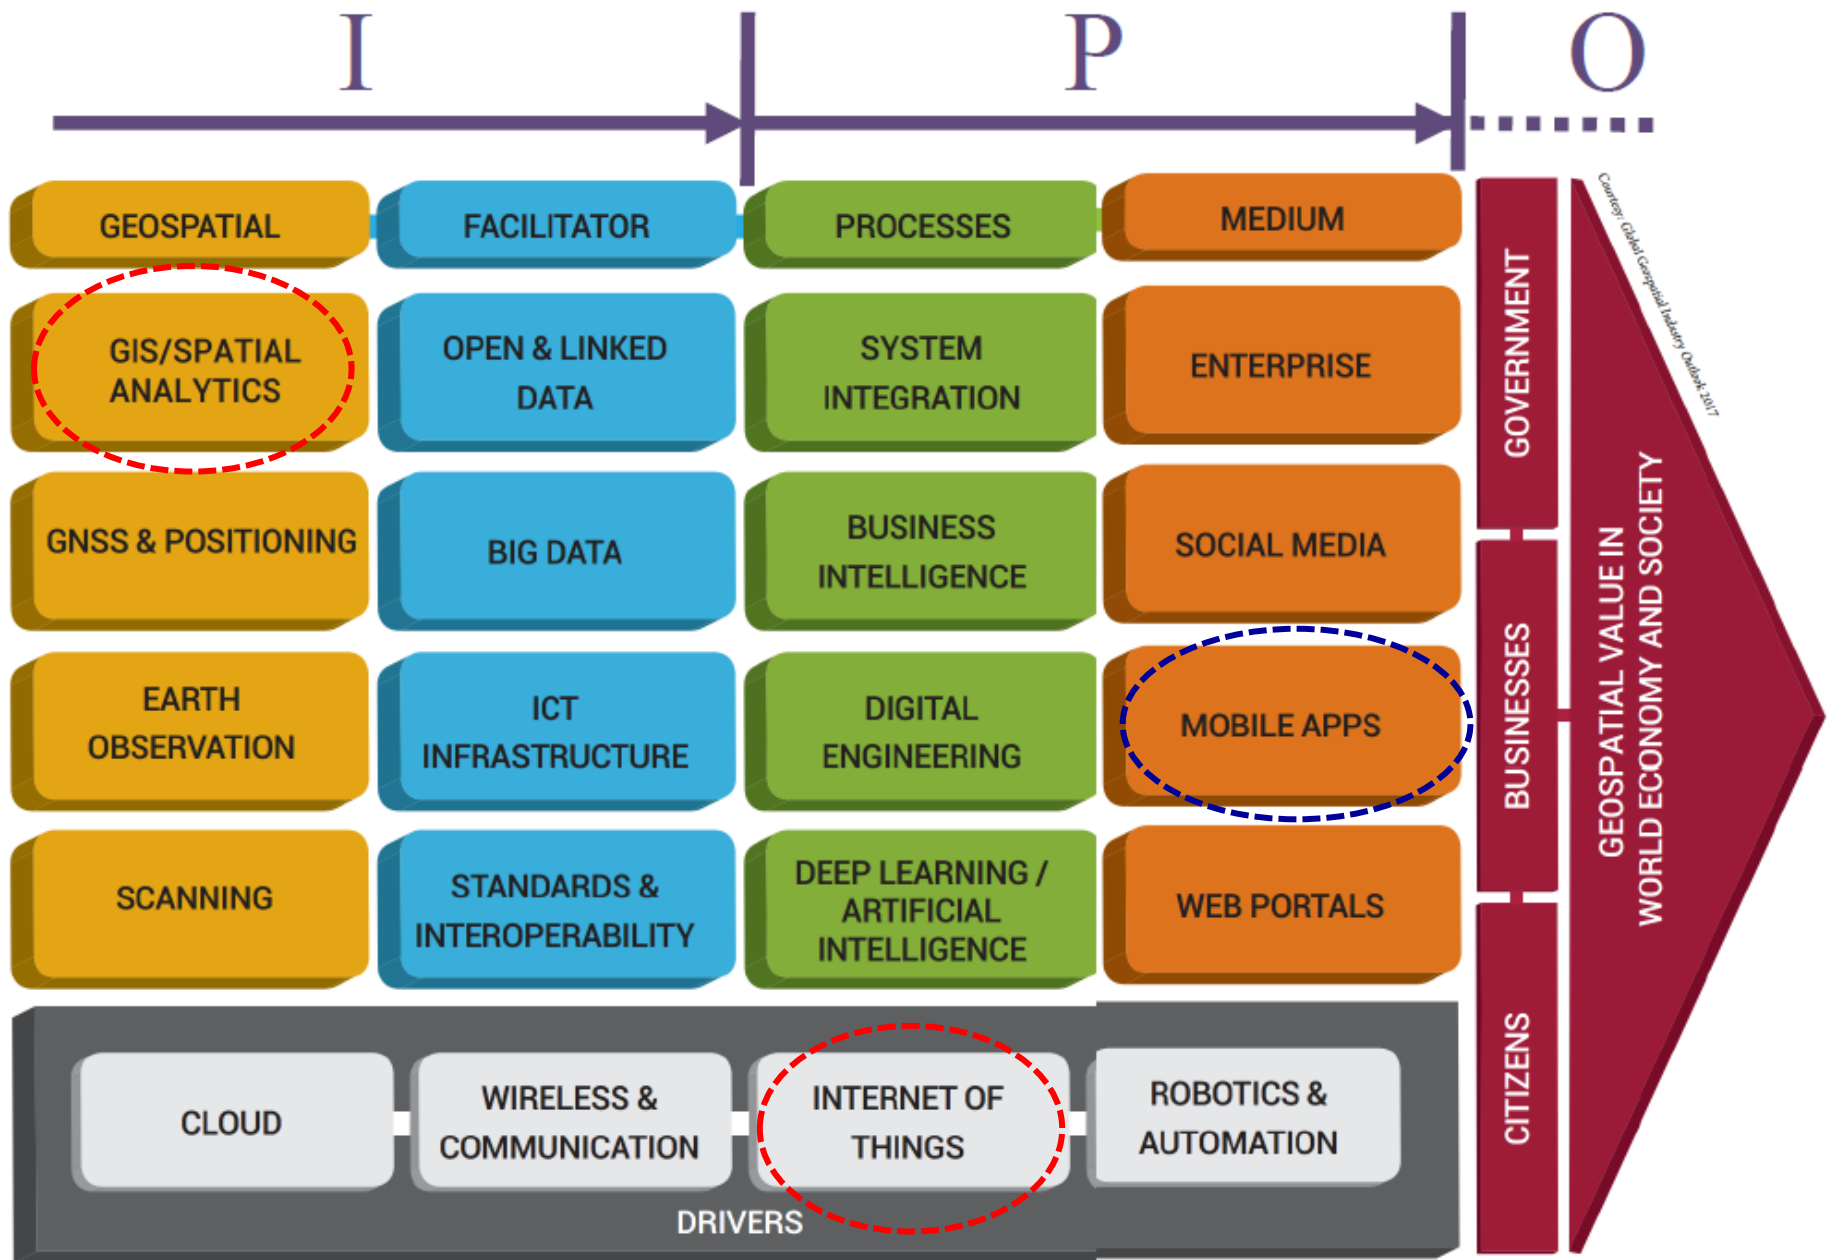 I
P
O
GEOSPATIAL
FACILITATOR
PROCESSES
MEDIUM
GIS/SPATIAL
ANALYTICS
OPEN & LINKED
DATA
SYSTEM
INTEGRATION
ENTERPRISE
GNSS & POSITIONING
BIG DATA
BUSINESS
INTELLIGENCE
SOCIAL MEDIA
EARTH
OBSERVATION
ICT
INFRASTRUCTURE
DIGITAL
ENGINEERING
MOBILE APPS
SCANNING
STANDARDS &
INTEROPERABILITY
DEEP LEARNING /
ARTIFICIAL
INTELLIGENCE
WEB PORTALS
CLOUD
WIRELESS &
COMMUNICATION
INTERNET OF
THINGS
ROBOTICS &
AUTOMATION
DRIVERS
GOVERNMENT
BUSINESSES
CITIZENS
GEOSPATIAL VALUE IN
WORLD ECONOMY AND SOCIETY
Courtesy: Global Geospatial Industry Outlook 2017